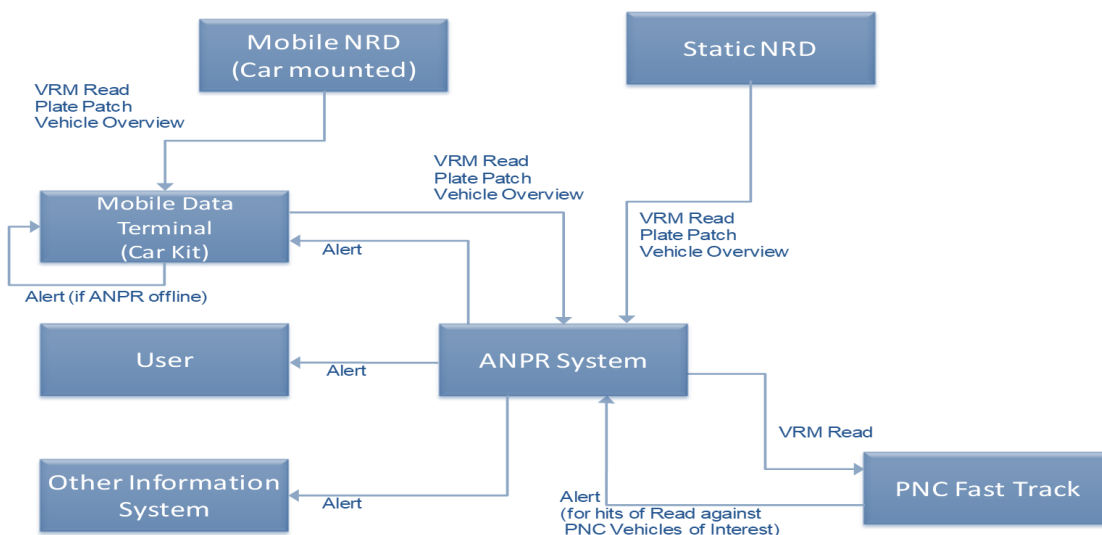 Mobile NRD
(Car mounted)
Static NRD
VRM Read
Plate Patch
Vehicle Overview
VRM Read
Plate Patch
Vehicle Overview
Mobile Data
Terminal
(Car Kit)
VRM Read
Plate Patch
Vehicle Overview
Alert
Alert (if ANPR offline)
User
Alert
ANPR System
VRM Read
Other Information
System
Alert
Alert
(for hits of Read against
PNC Vehicles of Interest)
PNC Fast Track